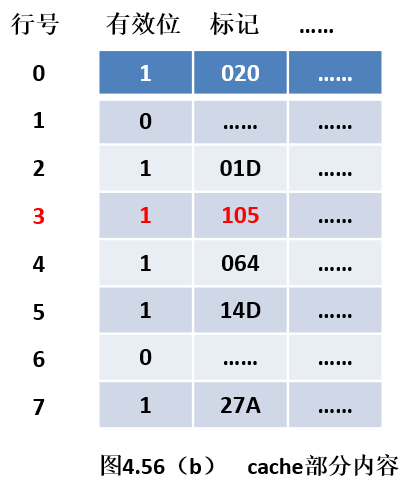 行号 有效位 标记 ……
0 1 020 ……
1 0 …… ……
2 1 01D ……
3 1 105 ……
4 1 064 ……
5 1 14D ……
6 0 …… ……
7 1 27A ……
图4.56（b） cache部分内容